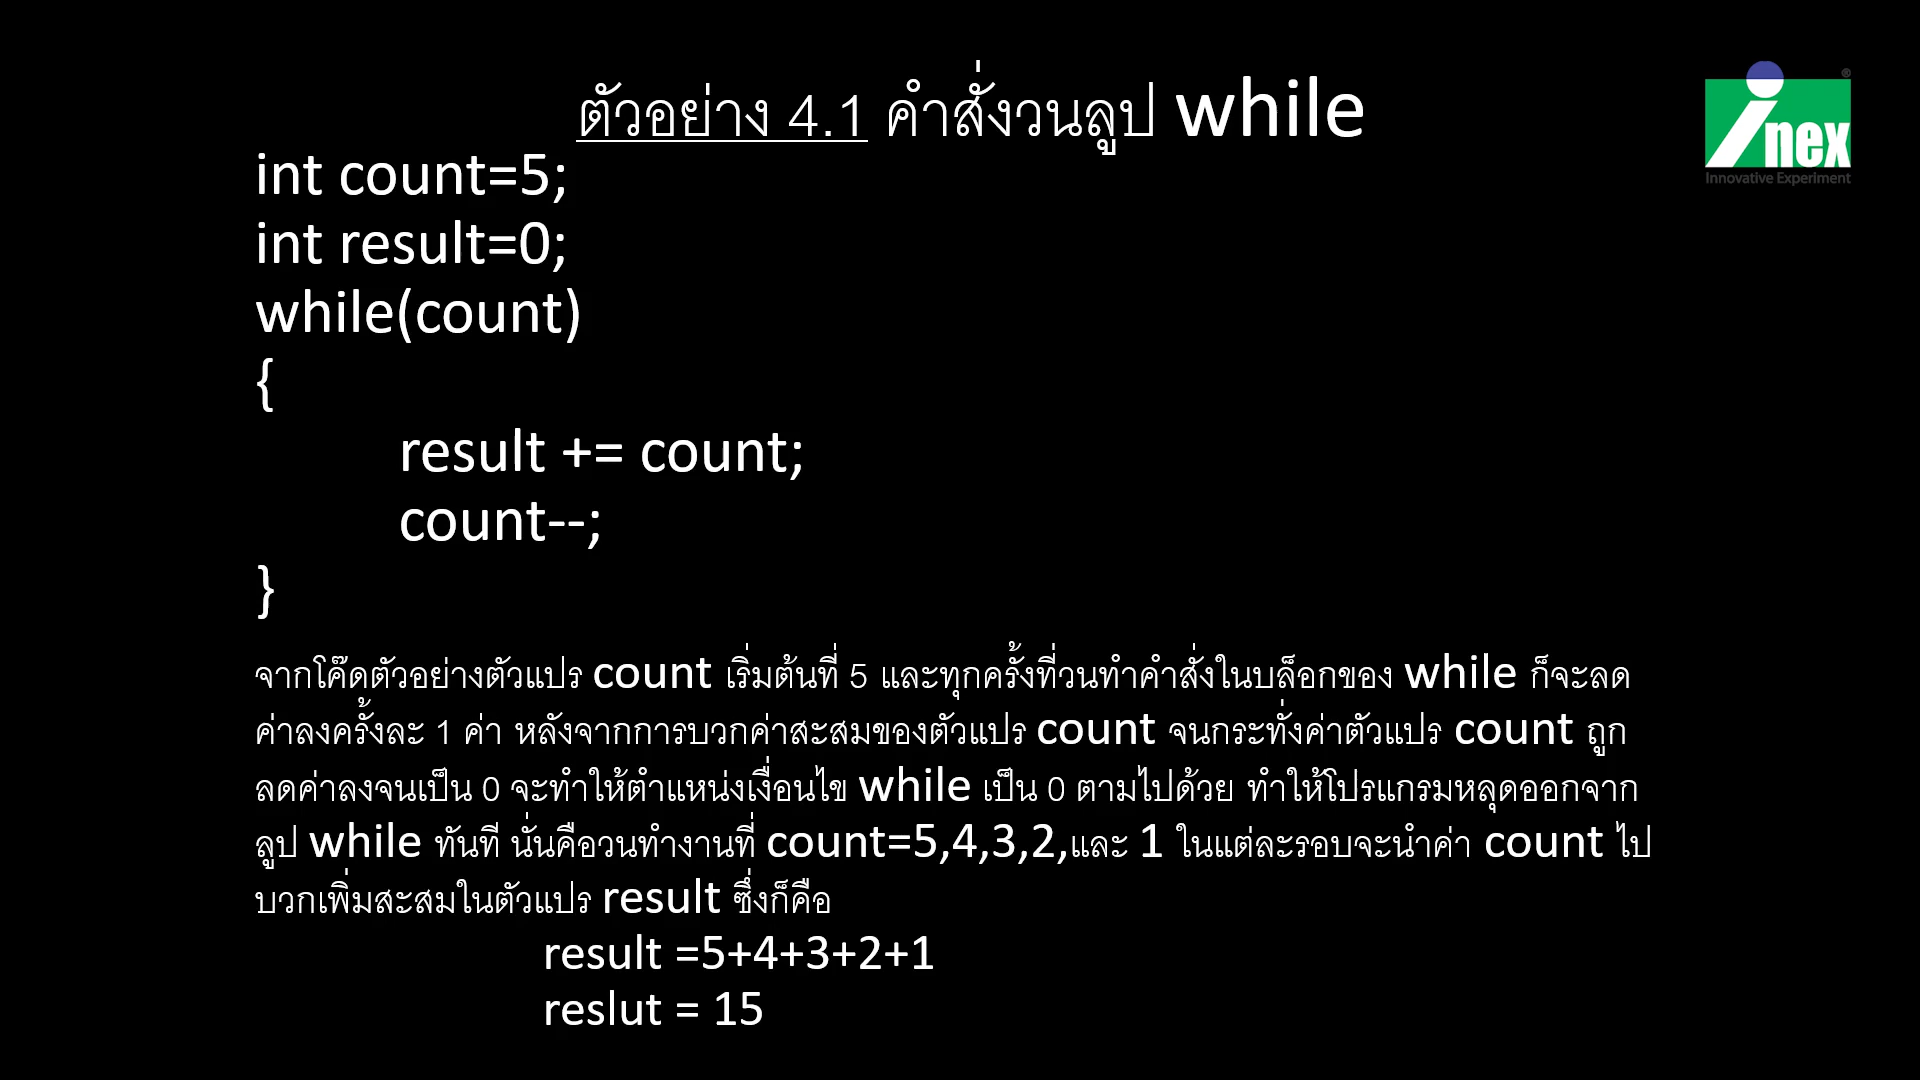 ตัวอย่าง 4.1 คำสั่งวนลูป while
inex
®
Innovative Experiment
int count=5;
int result=0;
while(count)
{
result += count;
count--;
}
จากโค๊ดตัวอย่างตัวแปร count เริ่มต้นที่ 5 และทุกครั้งที่วนทำคำสั่งในบล็อกของ while ก็จะลด
ค่าลงครั้งละ 1 ค่า หลังจากการบวกค่าสะสมของตัวแปร count จนกระทั่งค่าตัวแปร count ถูก
ลดค่าลงจนเป็น 0 จะทำให้ตำแหน่งเงื่อนไข while เป็น 0 ตามไปด้วย ทำให้โปรแกรมหลุดออกจาก
ลูป while ทันที นั่นคือวนทำงานที่ count=5,4,3,2,และ 1 ในแต่ละรอบจะนำค่า count ไป
บวกเพิ่มสะสมในตัวแปร result ซึ่งก็คือ
result =5+4+3+2+1
reslut = 15